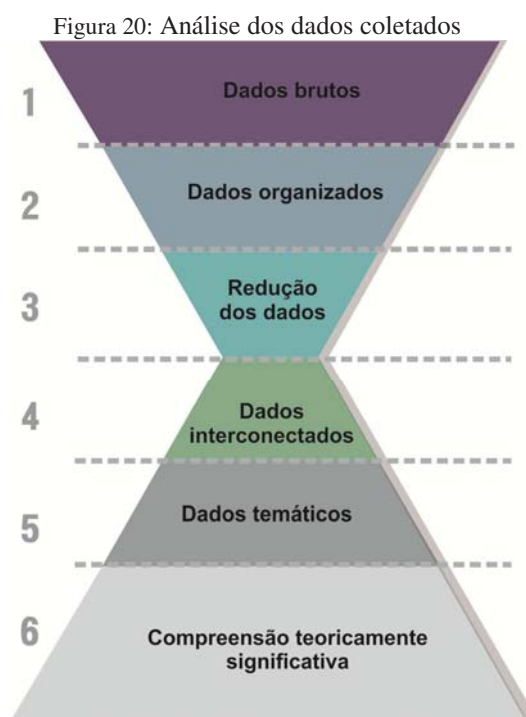 Figura 20: Análise dos dados coletados
1
Dados brutos
2
Dados organizados
3
Redução
dos dados
4
Dados
interconectados
5
Dados temáticos
6
Compreensão teoricamente
significativa